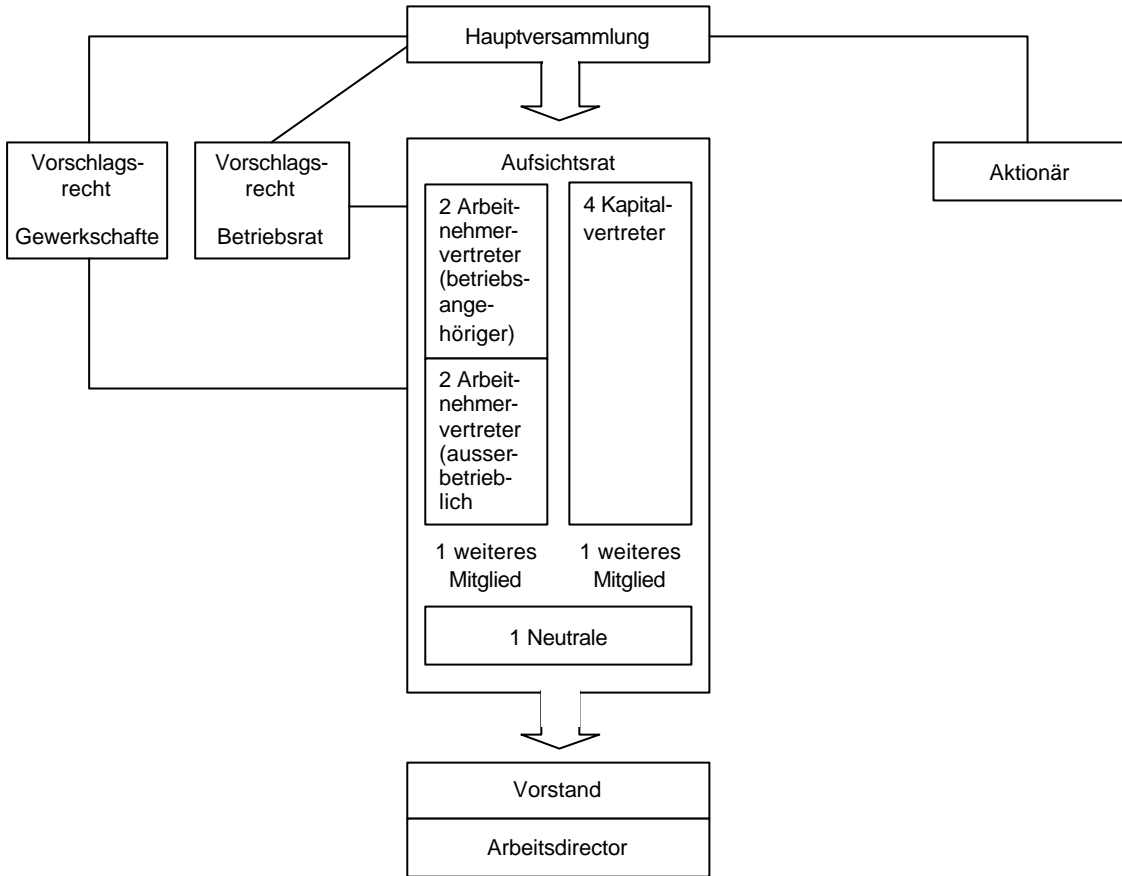 Hauptversammlung
Vorschlags-
recht
Gewerkschafte
Vorschlags-
recht
Betriebsrat
Aktionär
Aufsichtsrat
2 Arbeit-
nehmer-
vertreter
(betriebs-
ange-
höriger)
4 Kapital-
vertreter
2 Arbeit-
nehmer-
vertreter
(ausser-
betrieb-
lich
1 weiteres
Mitglied
1 weiteres
Mitglied
1 Neutrale
Vorstand
Arbeitsdirector